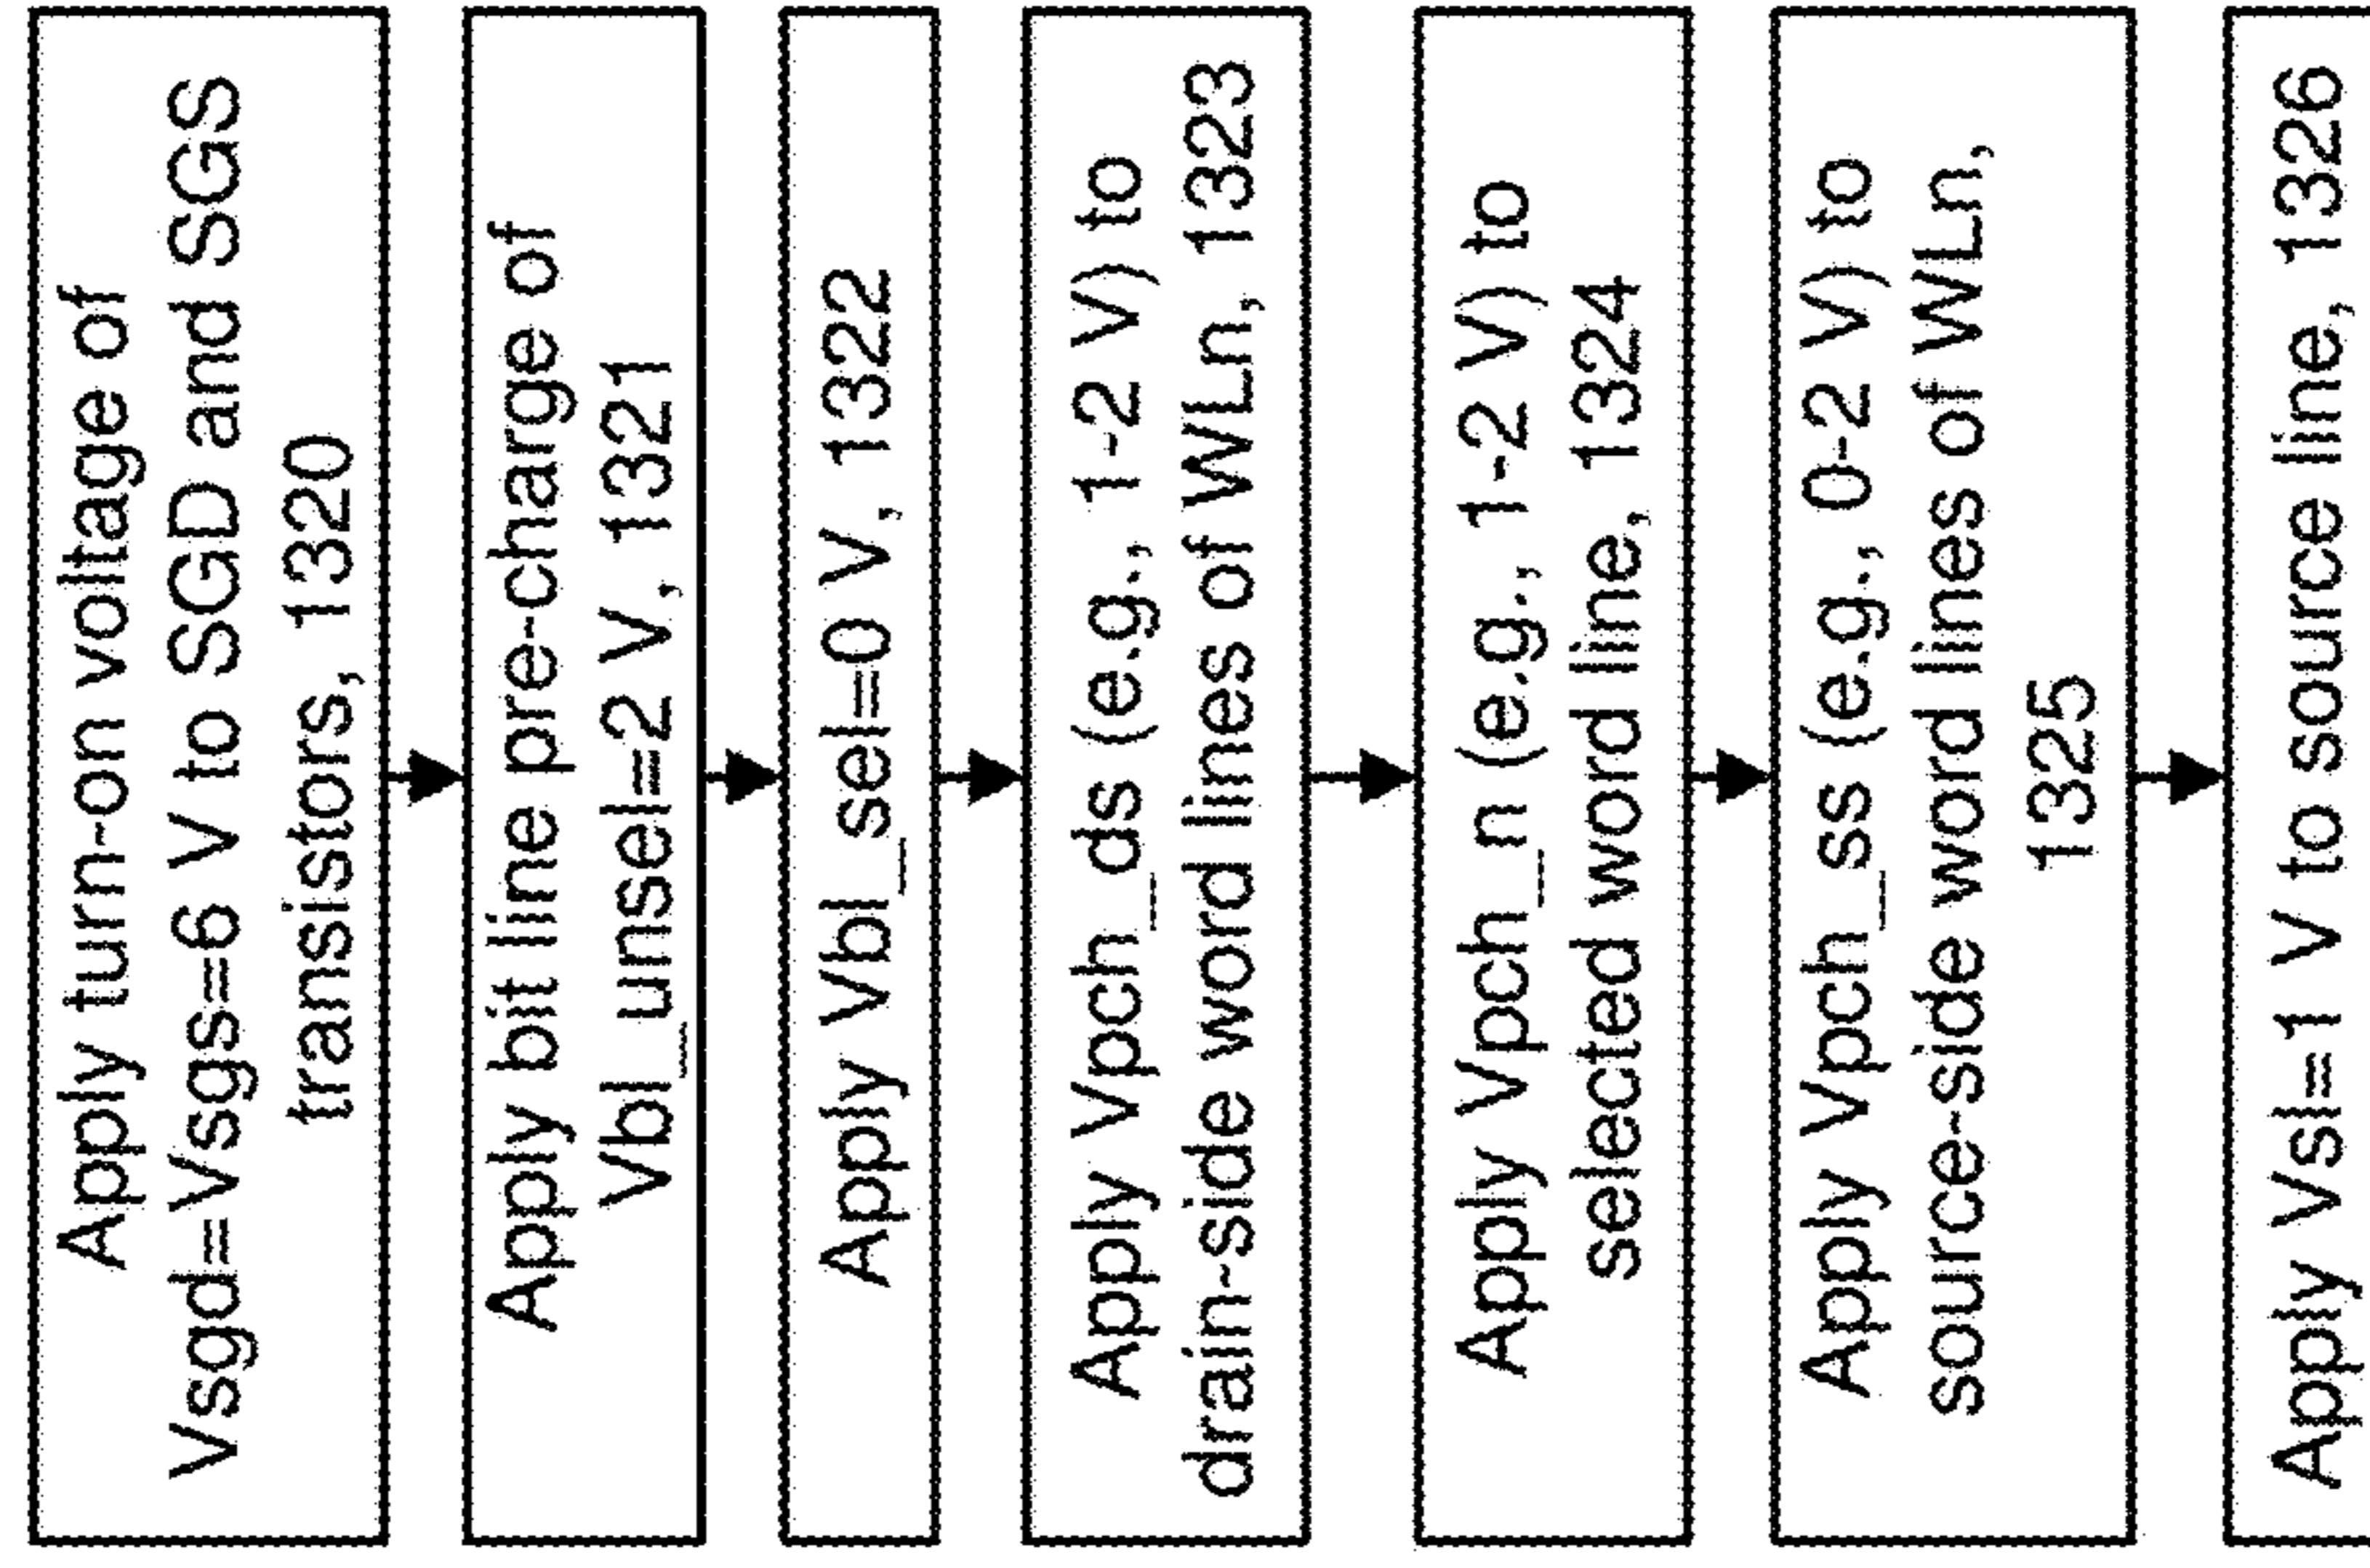 Apply turn-on voltage of
Vsgd=Vsgs=6 V to SGD and SGS
transistors, 1320
Apply bit line pre-charge of
Vbl_unsel=2 V, 1321
Apply Vbl_sel=0 V, 1322
Apply Vpch_ds (e.g., 1-2 V) to
drain-side word lines of WLn, 1323
Apply Vpch_n (e.g., 1-2 V) to
selected word line, 1324
Apply Vpch_ss (e.g., 0-2 V) to
source-side word lines of WLn,
1325
Apply Vsl=1 V to source line, 1326